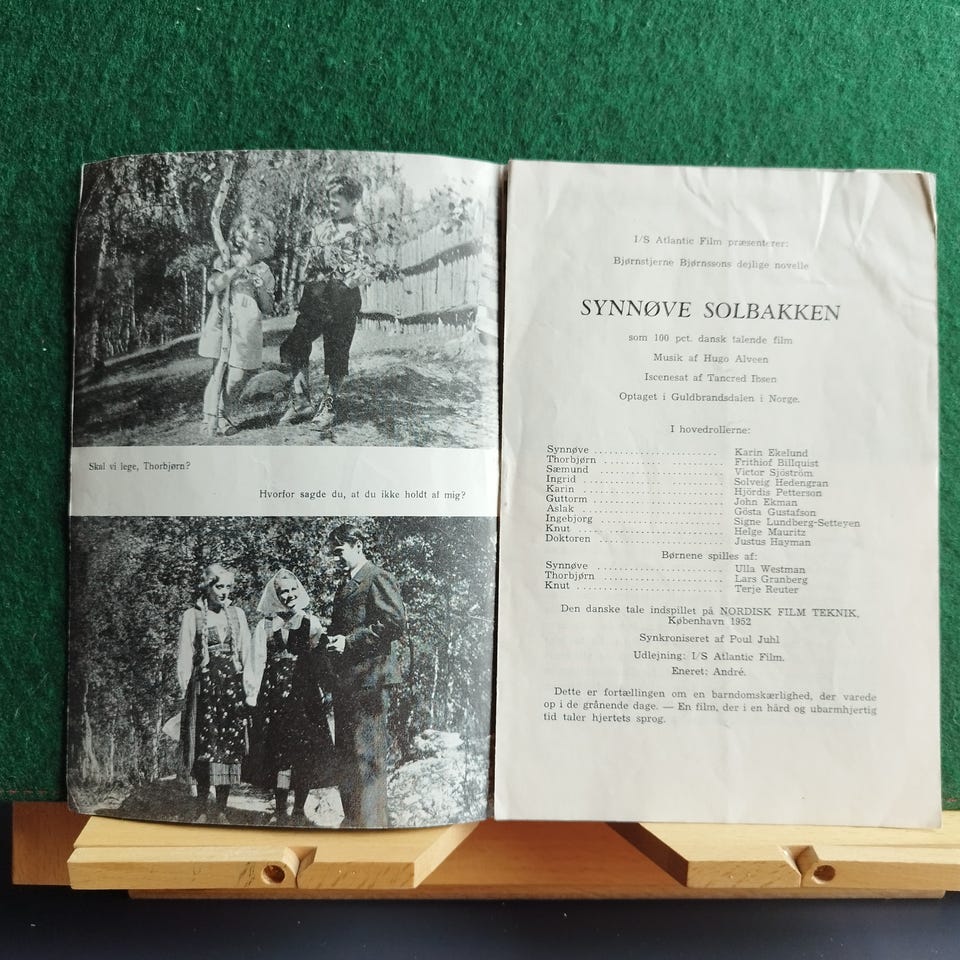 Skal vi lege, Thorbjørn?
Hvorfor sagde du, at du ikke holdt af mig?
I/S Atlantic Film præsenterer:
Bjørnstjerne Bjørnssons dejlige novelle
SYNNØVE SOLBAKKEN
som 100 pct. dansk talende film
Musik af Hugo Alveen
Iscenesat af Tancred Ibsen
Optaget i Guldbrandsdalen i Norge.
I hovedrollerne:
Synnøve .......................... Karin Ekelund
Thorbjørn ............ ............ Frithiof Billquist
Sæmund ............ ............ Victor Sjöström
Ingrid .......................... Solveig Hedengran
Karin ............ ............ Hjördis Petterson
Guttorm .......................... John Ekman
Aslak .......................... Gösta Gustafson
Ingebjorg .......................... Signe Lundberg-Setteyen
Knut .......................... Helge Mauritz
Doktoren .......................... Justus Hayman
Børnene spilles af:
Synnøve .......................... Ulla Westman
Thorbjørn .......................... Lars Granberg
Knut .......................... Terje Reuter
Den danske tale indspillet på NORDISK FILM TEKNIK,
København 1952
Synkroniseret af Poul Juhl
Udlejning: I/S Atlantic Film.
Eneret: André.
Dette er fortællingen om en barndomskærlighed, der varede
op i de grånende dage. — En film, der i en hård og ubarmhjertig
tid taler hjertets sprog.